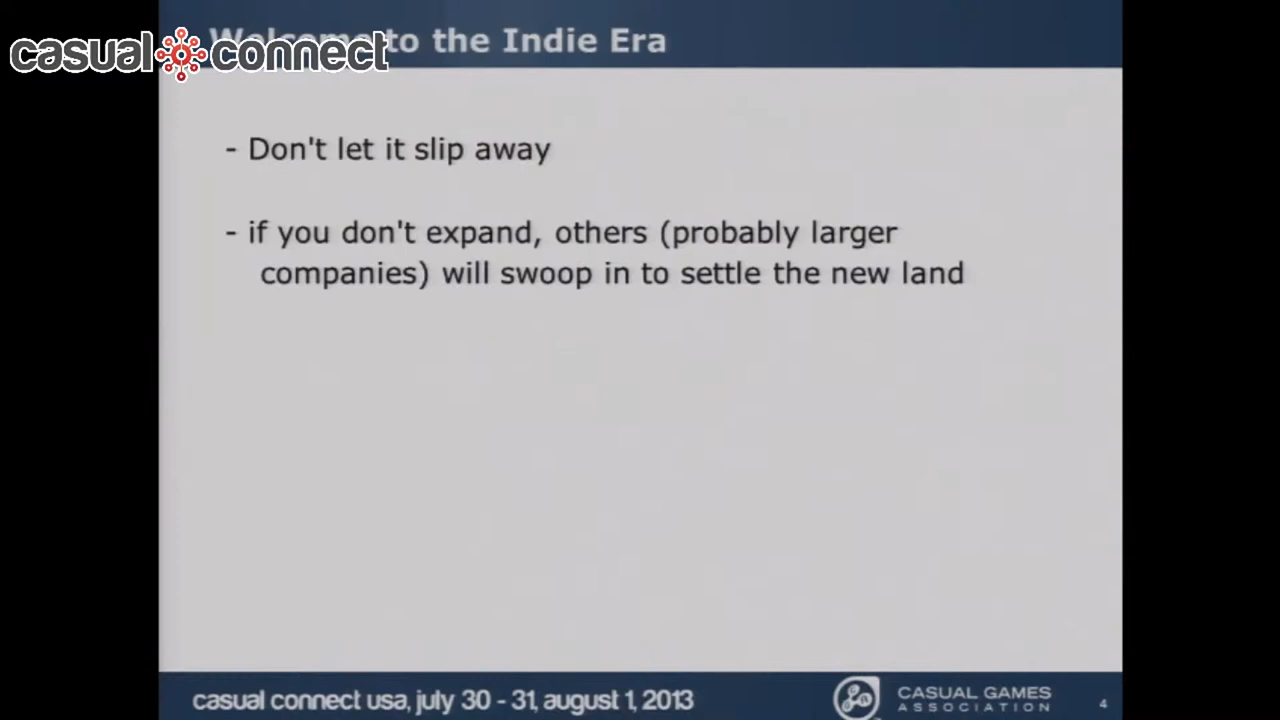 Welcome to the Indie Era
casual connect
- Don't let it slip away
- if you don't expand, others (probably larger
companies) will swoop in to settle the new land
casual connect usa, july 30 - 31, august 1, 2013
CASUAL GAMES
ASSOCIATION
4